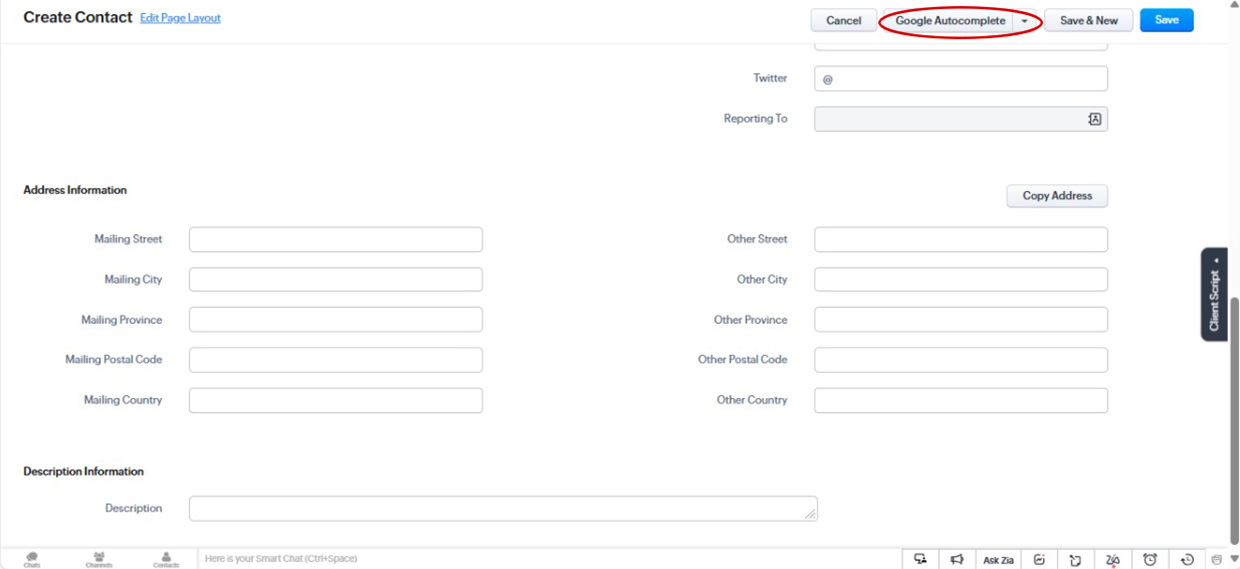 Create Contact Edit Page Layout Cancel Google Autocomplete Save & New Save
Twitter @
Reporting To
Address Information Copy Address
Mailing Street Other Street
Mailing City Other City
Mailing Province Other Province
Mailing Postal Code Other Postal Code
Mailing Country Other Country
Client Script
Description Information
Description
Chats Channels Contacts Here is your Smart Chat (Ctrl+Space) Ask Zia